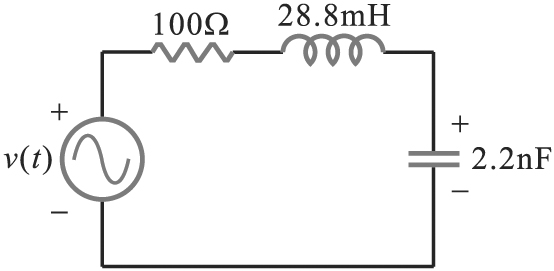 100Ω
28.8mH
+
+
v(t)
2.2nF
−
−